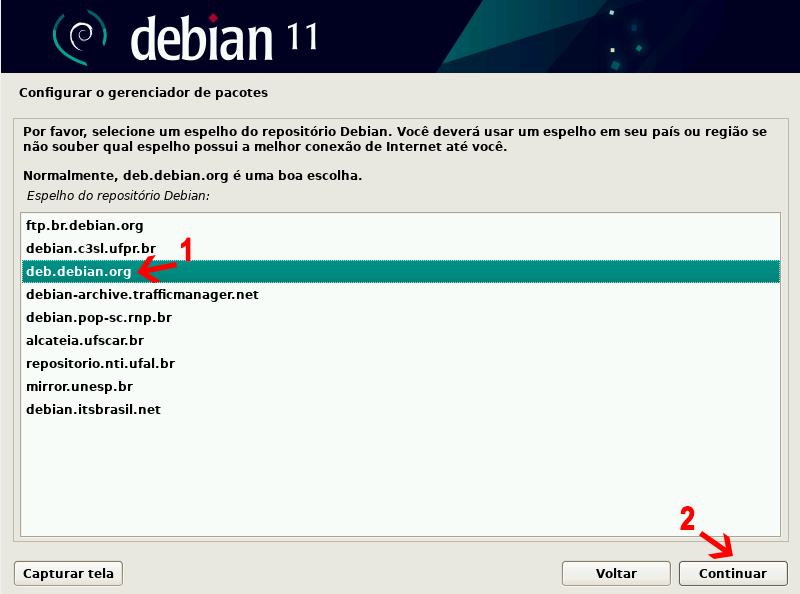 debian 11
Configurar o gerenciador de pacotes
Por favor, selecione um espelho do repositório Debian. Você deverá usar um espelho em seu país ou região se
não souber qual espelho possui a melhor conexão de Internet até você.
Normalmente, deb.debian.org é uma boa escolha.
Espelho do repositório Debian:
ftp.br.debian.org
debian.c3sl.ufpr.br
1
deb.debian.org
debian-archive.trafficmanager.net
debian.pop-sc.rnp.br
alcateia.ufscar.br
repositorio.nti.ufal.br
mirror.unesp.br
debian.itsbrasil.net
2
Capturar tela
Voltar
Continuar